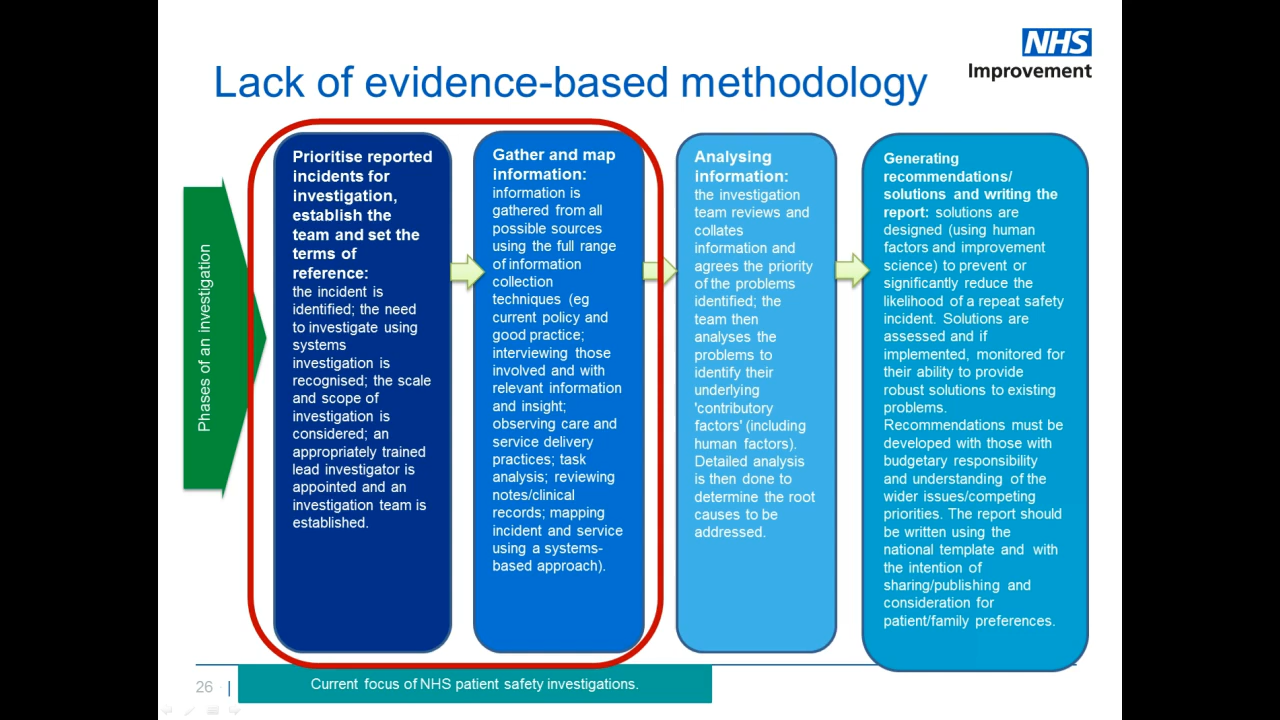 NHS
Improvement
Lack of evidence-based methodology
Phases of an investigation
Prioritise reported
incidents for
investigation,
establish the
team and set the
terms of
reference:
the incident is
identified; the need
to investigate using
systems
investigation is
recognised; the scale
and scope of
investigation is
considered; an
appropriately trained
lead investigator is
appointed and an
investigation team is
established.
Gather and map
information:
information is
gathered from all
possible sources
using the full range
of information
collection
techniques (eg
current policy and
good practice;
interviewing those
involved and with
relevant information
and insight;
observing care and
service delivery
practices; task
analysis; reviewing
notes/clinical
records; mapping
incident and service
using a systems-
based approach).
Analysing
information:
the investigation
team reviews and
collates
information and
agrees the priority
of the problems
identified; the
team then
analyses the
problems to
identify their
underlying
'contributory
factors' (including
human factors).
Detailed analysis
is then done to
determine the root
causes to be
addressed.
Generating
recommendations/
solutions and writing the
report: solutions are
designed (using human
factors and improvement
science) to prevent or
significantly reduce the
likelihood of a repeat safety
incident. Solutions are
assessed and if
implemented, monitored for
their ability to provide
robust solutions to existing
problems.
Recommendations must be
developed with those with
budgetary responsibility
and understanding of the
wider issues/competing
priorities. The report should
be written using the
national template and with
the intention of
sharing/publishing and
consideration for
patient/family preferences.
26 |
Current focus of NHS patient safety investigations.